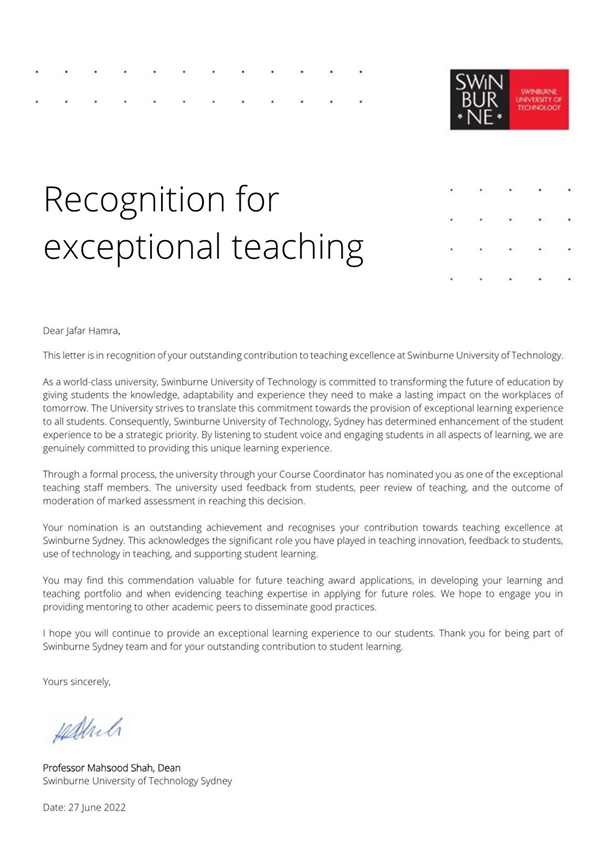 SWIN
BUR
* NE *
SWINBURNE
UNIVERSITY OF
TECHNOLOGY
Recognition for
exceptional teaching
Dear Jafar Hamra,
This letter is in recognition of your outstanding contribution to teaching excellence at Swinburne University of Technology.
As a world-class university, Swinburne University of Technology is committed to transforming the future of education by
giving students the knowledge, adaptability and experience they need to make a lasting impact on the workplaces of
tomorrow. The University strives to translate this commitment towards the provision of exceptional learning experience
to all students. Consequently, Swinburne University of Technology, Sydney has determined enhancement of the student
experience to be a strategic priority. By listening to student voice and engaging students in all aspects of learning, we are
genuinely committed to providing this unique learning experience.
Through a formal process, the university through your Course Coordinator has nominated you as one of the exceptional
teaching staff members. The university used feedback from students, peer review of teaching, and the outcome of
moderation of marked assessment in reaching this decision.
Your nomination is an outstanding achievement and recognises your contribution towards teaching excellence at
Swinburne Sydney. This acknowledges the significant role you have played in teaching innovation, feedback to students,
use of technology in teaching, and supporting student learning.
You may find this commendation valuable for future teaching award applications, in developing your learning and
teaching portfolio and when evidencing teaching expertise in applying for future roles. We hope to engage you in
providing mentoring to other academic peers to disseminate good practices.
I hope you will continue to provide an exceptional learning experience to our students. Thank you for being part of
Swinburne Sydney team and for your outstanding contribution to student learning.
Yours sincerely,
Professor Mahsood Shah, Dean
Swinburne University of Technology Sydney
Date: 27 June 2022